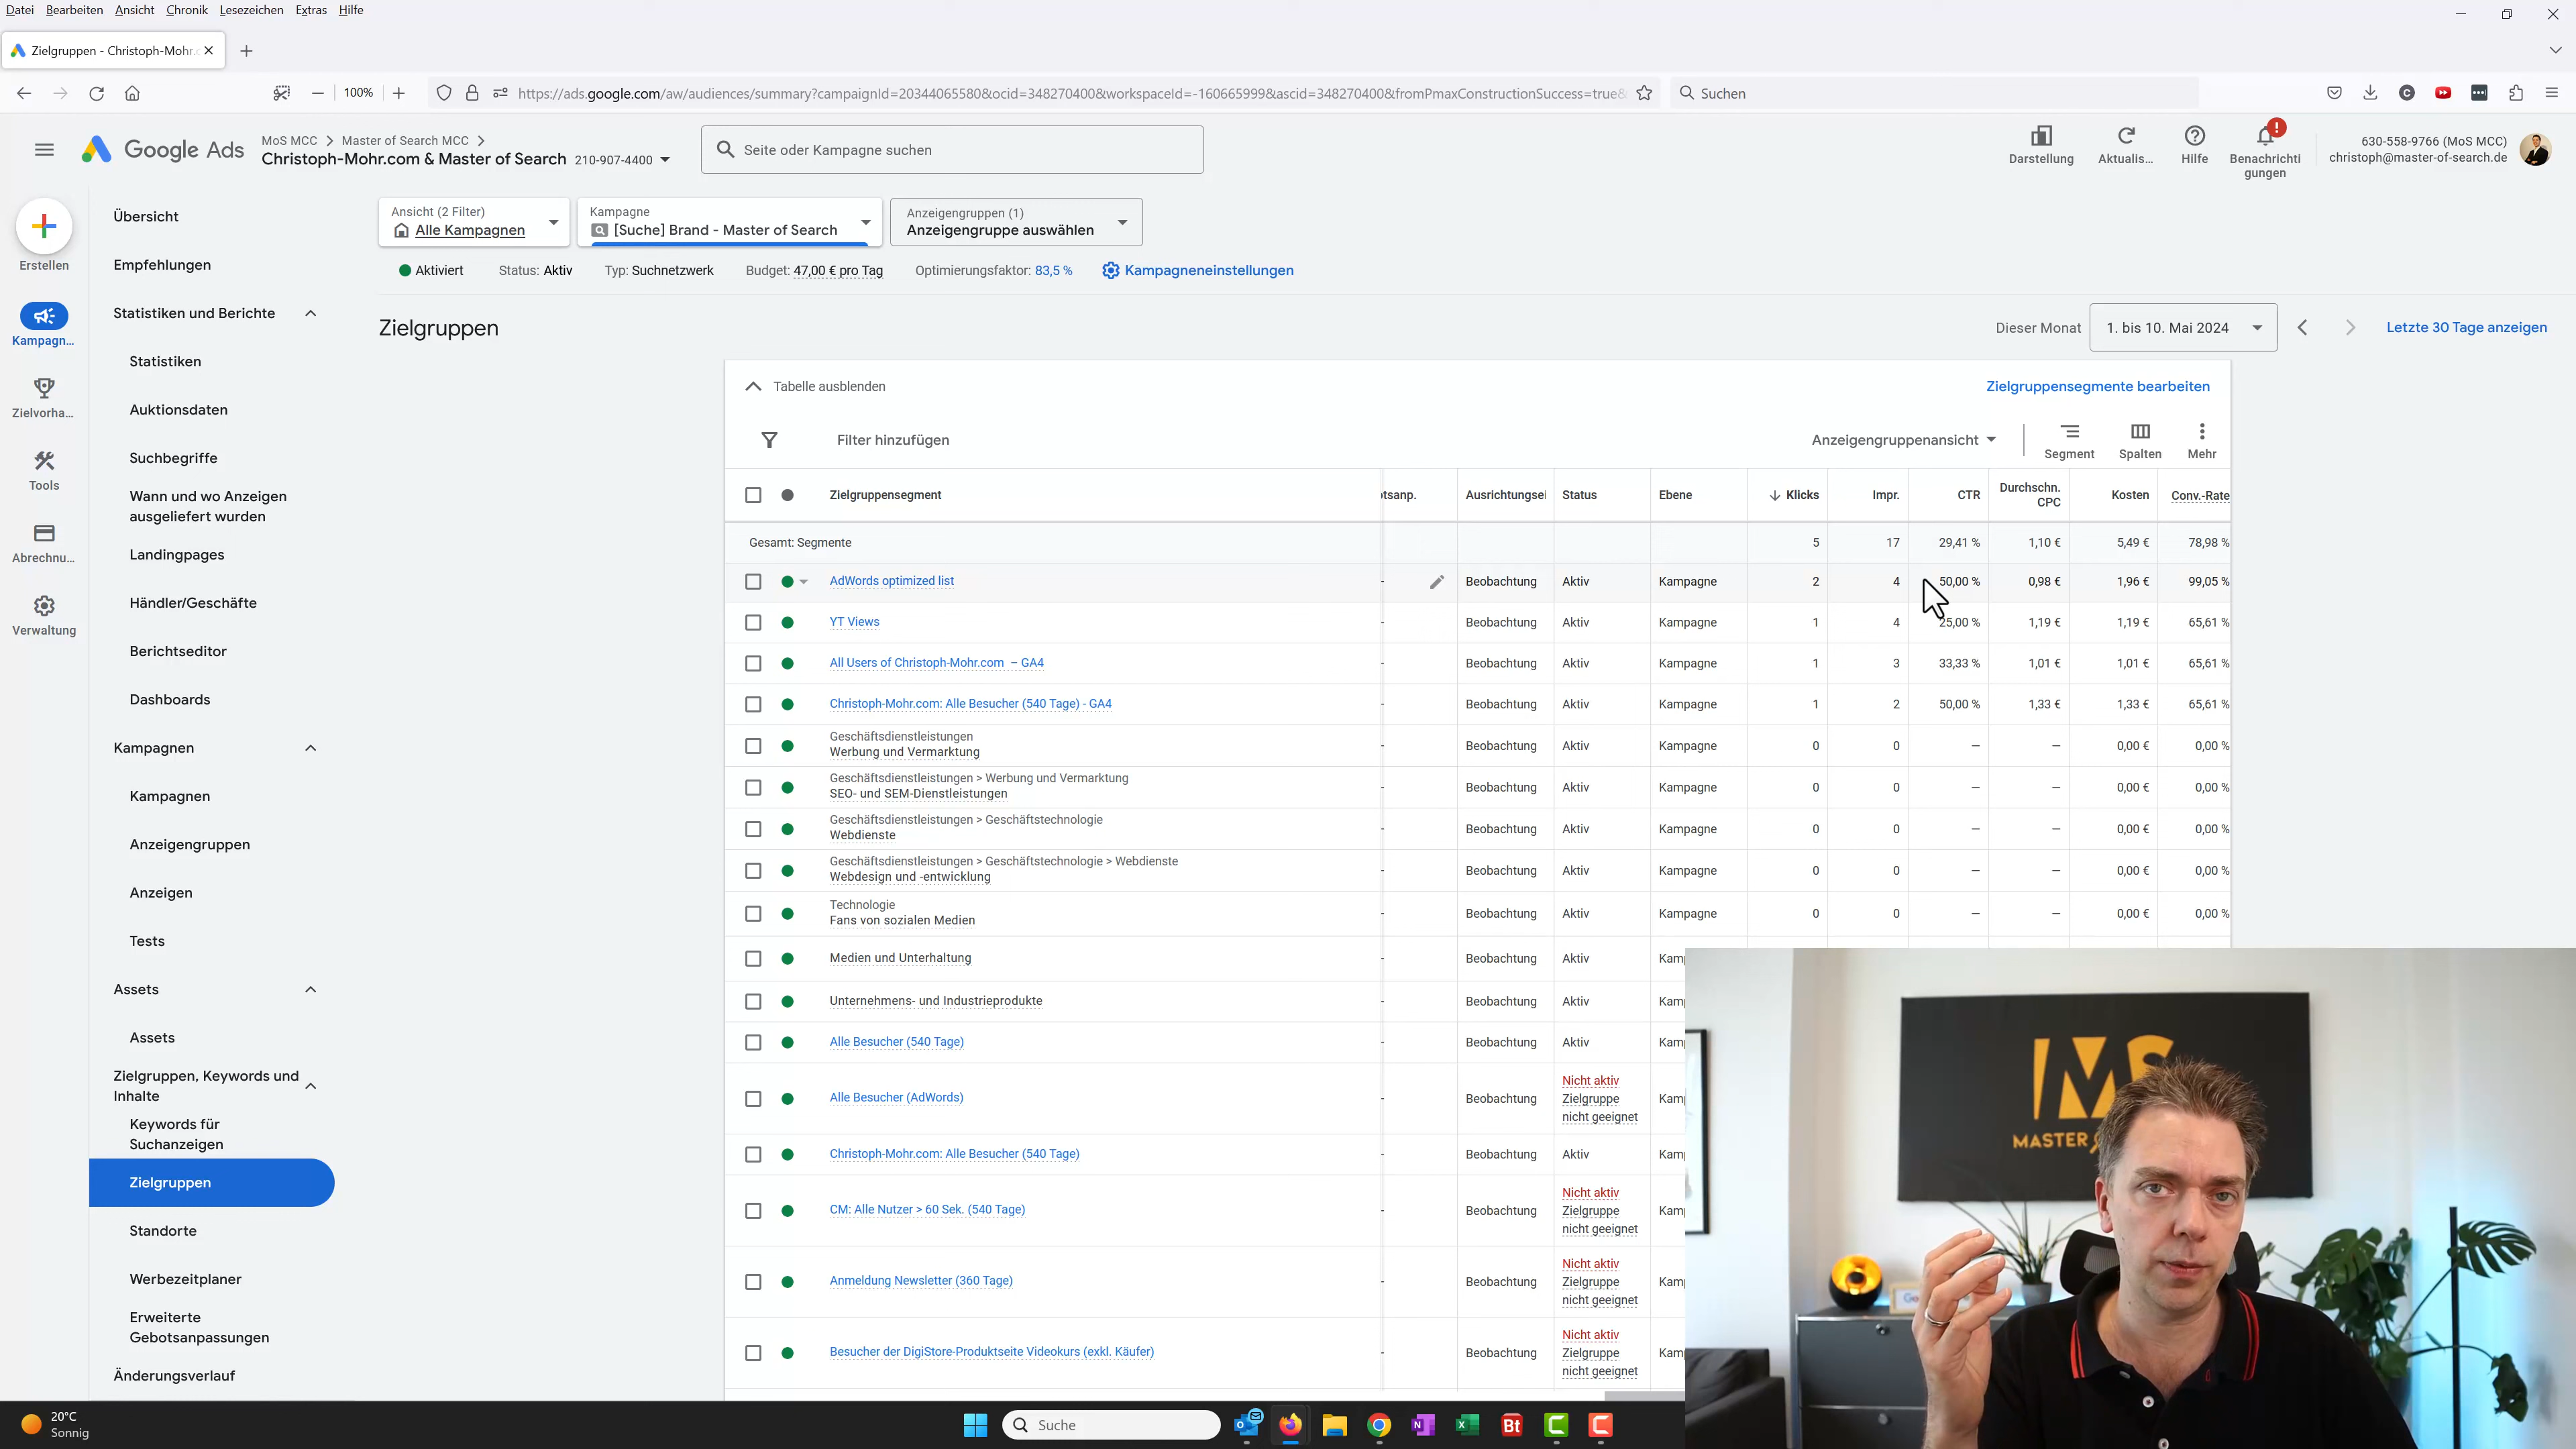 Datei Bearbeiten Ansicht Chronik Lesezeichen Extras Hilfe
Zielgruppen - Christoph-Mohr.c
100%
https://ads.google.com/aw/audiences/summary?campaignId=20344065580&ocid=348270400&workspaceId=-160665999&ascid=348270400&fromPmaxConstructionSuccess=true&
Suchen
Google Ads
MoS MCC > Master of Search MCC >
Christoph-Mohr.com & Master of Search 210-907-4400
Seite oder Kampagne suchen
Darstellung
Aktualis...
Hilfe
Benachrichti
gungen
630-558-9766 (MoS MCC)
christoph@master-of-search.de
Erstellen
Kampagn...
Zielvorha...
Tools
Abrechnu...
Verwaltung
Übersicht
Empfehlungen
Statistiken und Berichte
Statistiken
Auktionsdaten
Suchbegriffe
Wann und wo Anzeigen
ausgeliefert wurden
Landingpages
Händler/Geschäfte
Berichtseditor
Dashboards
Kampagnen
Kampagnen
Anzeigengruppen
Anzeigen
Tests
Assets
Assets
Zielgruppen, Keywords und
Inhalte
Keywords für
Suchanzeigen
Zielgruppen
Standorte
Werbezeitplaner
Erweiterte
Gebotsanpassungen
Änderungsverlauf
Ansicht (2 Filter)
Alle Kampagnen
Kampagne
[Suche] Brand - Master of Search
Anzeigengruppen (1)
Anzeigengruppe auswählen
Aktiviert Status: Aktiv Typ: Suchnetzwerk Budget: 47,00 € pro Tag Optimierungsfaktor: 83,5 % Kampagneneinstellungen
Zielgruppen
Dieser Monat 1. bis 10. Mai 2024 Letzte 30 Tage anzeigen
Tabelle ausblenden
Zielgruppensegmente bearbeiten
Filter hinzufügen
Anzeigengruppenansicht
Segment
Spalten
Mehr
Zielgruppensegment otsanp. Ausrichtungsei Status Ebene Klicks Impr. CTR Durchschn. CPC Kosten Conv.-Rate
Gesamt: Segmente 5 17 29,41 % 1,10 € 5,49 € 78,98 %
AdWords optimized list - Beobachtung Aktiv Kampagne 2 4 50,00 % 0,98 € 1,96 € 99,05 %
YT Views - Beobachtung Aktiv Kampagne 1 4 25,00 % 1,19 € 1,19 € 65,61 %
All Users of Christoph-Mohr.com – GA4 - Beobachtung Aktiv Kampagne 1 3 33,33 % 1,01 € 1,01 € 65,61 %
Christoph-Mohr.com: Alle Besucher (540 Tage) - GA4 - Beobachtung Aktiv Kampagne 1 2 50,00 % 1,33 € 1,33 € 65,61 %
Geschäftsdienstleistungen
Werbung und Vermarktung - Beobachtung Aktiv Kampagne 0 0 — — 0,00 € 0,00 %
Geschäftsdienstleistungen > Werbung und Vermarktung
SEO- und SEM-Dienstleistungen - Beobachtung Aktiv Kampagne 0 0 — — 0,00 € 0,00 %
Geschäftsdienstleistungen > Geschäftstechnologie
Webdienste - Beobachtung Aktiv Kampagne 0 0 — — 0,00 € 0,00 %
Geschäftsdienstleistungen > Geschäftstechnologie > Webdienste
Webdesign und -entwicklung - Beobachtung Aktiv Kampagne 0 0 — — 0,00 € 0,00 %
Technologie
Fans von sozialen Medien - Beobachtung Aktiv Kampagne 0 0 — — 0,00 € 0,00 %
Medien und Unterhaltung - Beobachtung Aktiv Kam
Unternehmens- und Industrieprodukte - Beobachtung Aktiv Kam
Alle Besucher (540 Tage) - Beobachtung Aktiv Kam
Alle Besucher (AdWords) - Beobachtung Nicht aktiv Zielgruppe nicht geeignet Kam
Christoph-Mohr.com: Alle Besucher (540 Tage) - Beobachtung Aktiv Kam
CM: Alle Nutzer > 60 Sek. (540 Tage) - Beobachtung Nicht aktiv Zielgruppe nicht geeignet Kam
Anmeldung Newsletter (360 Tage) - Beobachtung Nicht aktiv Zielgruppe nicht geeignet Kam
Besucher der DigiStore-Produktseite Videokurs (exkl. Käufer) - Beobachtung Nicht aktiv Zielgruppe nicht geeignet Kam
MS
MASTER
20°C
Sonnig
Suche
Bt